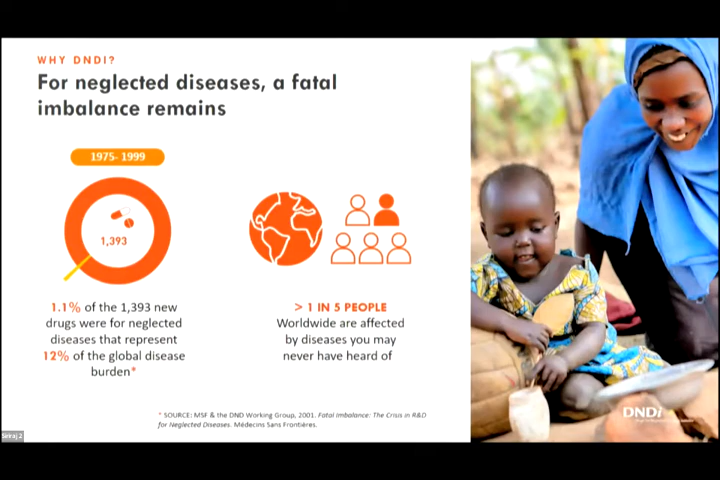 WHY DNDI?
For neglected diseases, a fatal
imbalance remains
1975- 1999
1,393
1.1% of the 1,393 new
drugs were for neglected
diseases that represent
12% of the global disease
burden*
> 1 IN 5 PEOPLE
Worldwide are affected
by diseases you may
never have heard of
* SOURCE: MSF & the DND Working Group, 2001. Fatal Imbalance: The Crisis in R&D
for Neglected Diseases. Médecins Sans Frontières.
DNDi